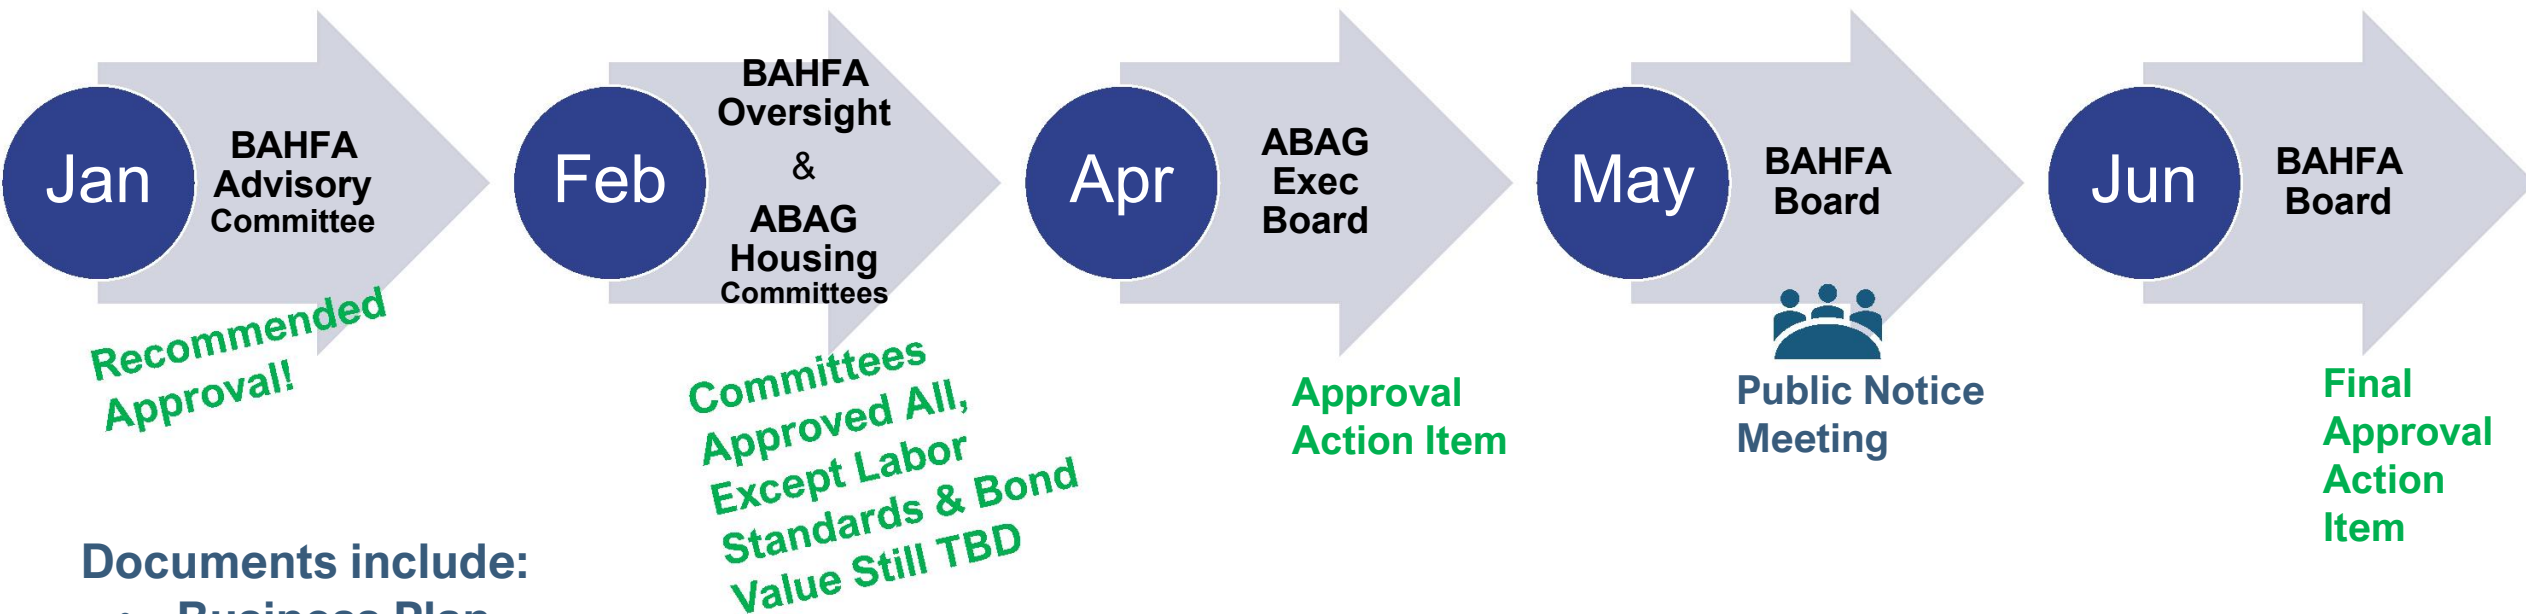 Jan
BAHFA
Advisory
Committee
Recommended
Approval!
Feb
BAHFA
Oversight
&
ABAG
Housing
Committees
Committees
Approved All,
Except Labor
Standards & Bond
Value Still TBD
Apr
ABAG
Exec
Board
Approval
Action Item
May
BAHFA
Board
Public Notice
Meeting
Jun
BAHFA
Board
Final
Approval
Action
Item
Documents include:
• Business Plan